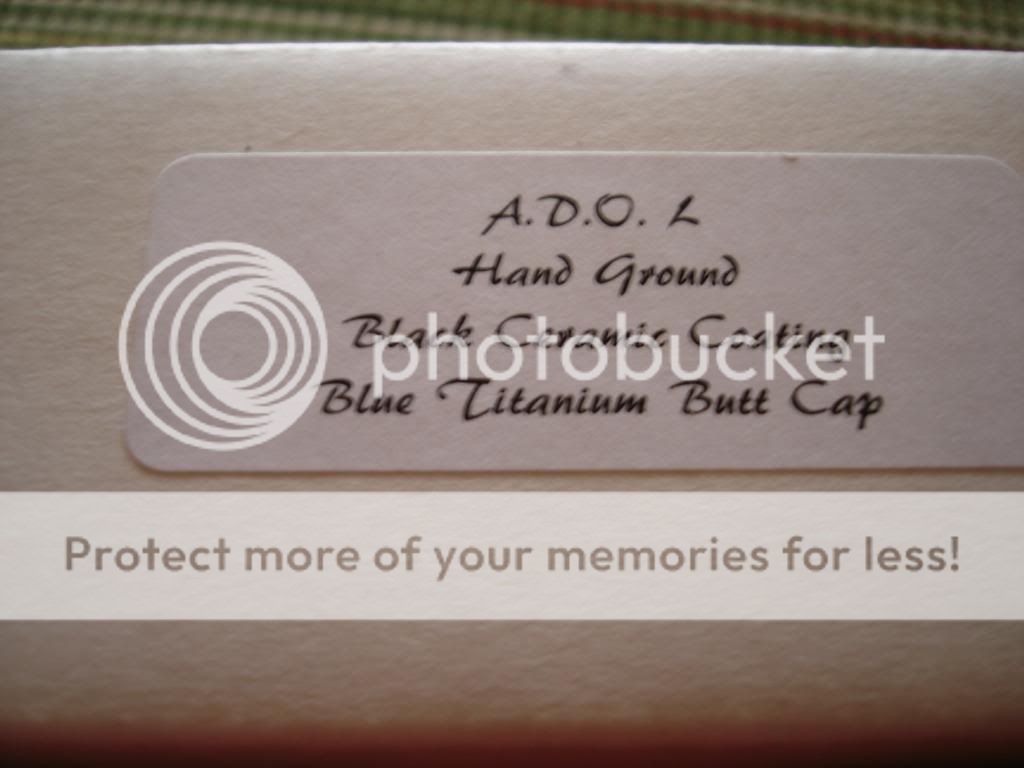 A.D.O. L
Hand Ground
Black Ceramic Coating
photobucket
Blue Titanium Butt Cap
Protect more of your memories for less!